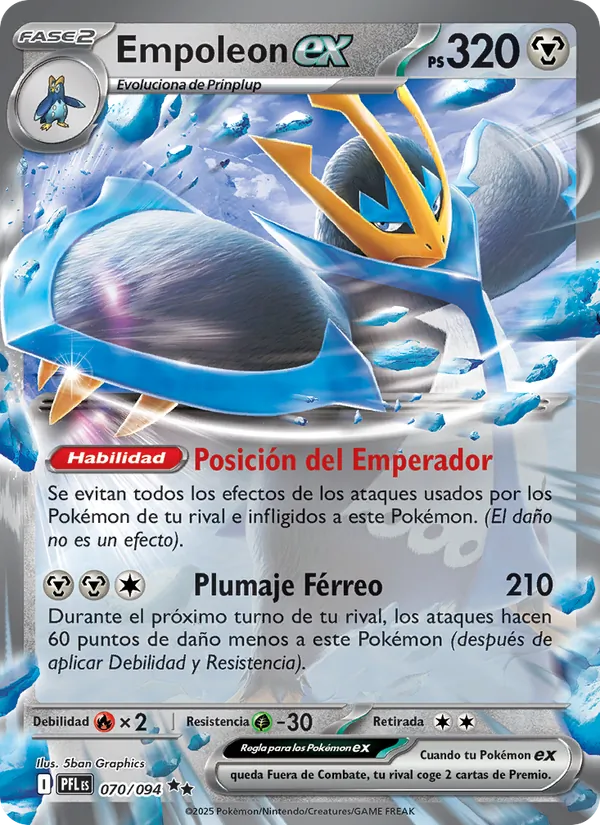 FASE2
Empoleon ex
PS 320
Evoluciona de Prinplup
Habilidad Posición del Emperador
Se evitan todos los efectos de los ataques usados por los
Pokémon de tu rival e infligidos a este Pokémon. (El daño
no es un efecto).
Plumaje Férreo 210
Durante el próximo turno de tu rival, los ataques hacen
60 puntos de daño menos a este Pokémon (después de
aplicar Debilidad y Resistencia).
Debilidad ×2 Resistencia -30 Retirada
Ilus. 5ban Graphics
Regla para los Pokémon ex
Cuando tu Pokémon ex
queda Fuera de Combate, tu rival coge 2 cartas de Premio.
I PFL ES 070/094
©2025 Pokémon/Nintendo/Creatures/GAME FREAK